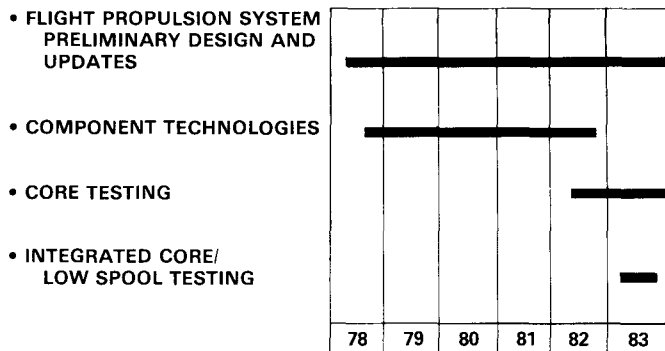 • FLIGHT PROPULSION SYSTEM
PRELIMINARY DESIGN AND
UPDATES
• COMPONENT TECHNOLOGIES
• CORE TESTING
• INTEGRATED CORE/
LOW SPOOL TESTING
78 79 80 81 82 83